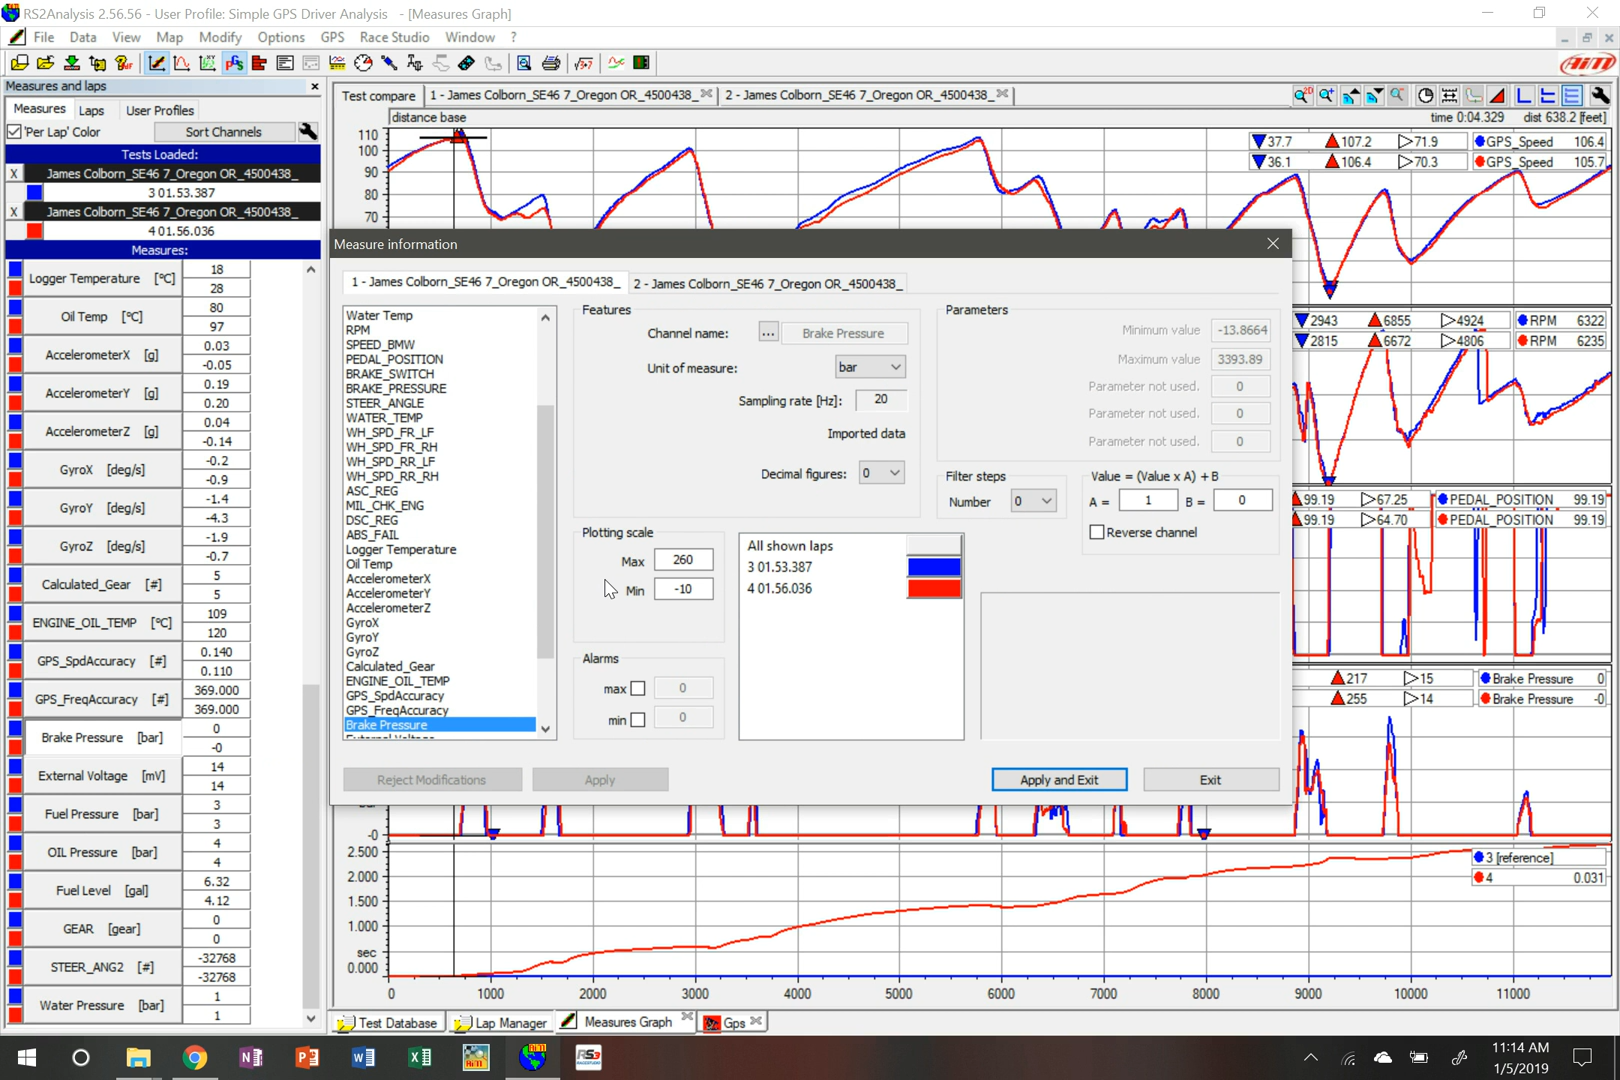 RS2Analysis 2.56.56 - User Profile: Simple GPS Driver Analysis - [Measures Graph]
File Data View Map Modify Options GPS Race Studio Window ?
Measures and laps
Measures Laps User Profiles
'Per Lap' Color Sort Channels
Tests Loaded:
X James Colborn_SE46 7_Oregon OR_4500438_
3 01.53.387
X James Colborn_SE46 7_Oregon OR_4500438_
4 01.56.036
Measures:
Logger Temperature [°C] 18
28
Oil Temp [°C] 80
97
AccelerometerX [g] 0.03
-0.05
AccelerometerY [g] 0.19
0.20
AccelerometerZ [g] 0.04
-0.14
GyroX [deg/s] -0.2
-0.9
GyroY [deg/s] -1.4
-4.3
GyroZ [deg/s] -1.9
-0.7
Calculated_Gear [#] 5
5
ENGINE_OIL_TEMP [°C] 109
120
GPS_SpdAccuracy [#] 0.140
0.110
GPS_FreqAccuracy [#] 369.000
369.000
Brake Pressure [bar] 0
-0
External Voltage [mV] 14
14
Fuel Pressure [bar] 3
3
OIL Pressure [bar] 4
4
Fuel Level [gal] 6.32
4.12
GEAR [gear] 0
0
STEER_ANG2 [#] -32768
-32768
Water Pressure [bar] 1
1
Test compare 1 - James Colborn_SE46 7_Oregon OR_4500438_ 2 - James Colborn_SE46 7_Oregon OR_4500438_
AiM
distance base
time 0:04.329 dist 638.2 [feet]
110
100
90
80
70
37.7 107.2 71.9 GPS_Speed 106.4
36.1 106.4 70.3 GPS_Speed 105.7
2943 6855 4924 RPM 6322
2815 6672 4806 RPM 6235
99.19 67.25 PEDAL_POSITION 99.19
99.19 64.70 PEDAL_POSITION 99.19
217 15 Brake Pressure 0
255 14 Brake Pressure -0
Measure information
1 - James Colborn_SE46 7_Oregon OR_4500438_ 2 - James Colborn_SE46 7_Oregon OR_4500438_
Water Temp
RPM
SPEED_BMW
PEDAL_POSITION
BRAKE_SWITCH
BRAKE_PRESSURE
STEER_ANGLE
WATER_TEMP
WH_SPD_FR_LF
WH_SPD_FR_RH
WH_SPD_RR_LF
WH_SPD_RR_RH
ASC_REG
MIL_CHK_ENG
DSC_REG
ABS_FAIL
Logger Temperature
Oil Temp
AccelerometerX
AccelerometerY
AccelerometerZ
GyroX
GyroY
GyroZ
Calculated_Gear
ENGINE_OIL_TEMP
GPS_SpdAccuracy
GPS_FreqAccuracy
Brake Pressure
External Voltage
Features
Channel name: ... Brake Pressure
Unit of measure: bar
Sampling rate [Hz]: 20
Imported data
Decimal figures: 0
Parameters
Minimum value -13.8664
Maximum value 3393.89
Parameter not used. 0
Parameter not used. 0
Parameter not used. 0
Filter steps
Number 0
Value = (Value x A) + B
A = 1 B = 0
Reverse channel
Plotting scale
Max 260
Min -10
Alarms
max 0
min 0
All shown laps
3 01.53.387
4 01.56.036
Reject Modifications Apply Apply and Exit Exit
bar
-0
2.500
2.000
1.500
1.000
sec
0.000
3 [reference]
4 0.031
0 1000 2000 3000 4000 5000 6000 7000 8000 9000 10000 11000
Test Database Lap Manager Measures Graph Gps
11:14 AM
1/5/2019